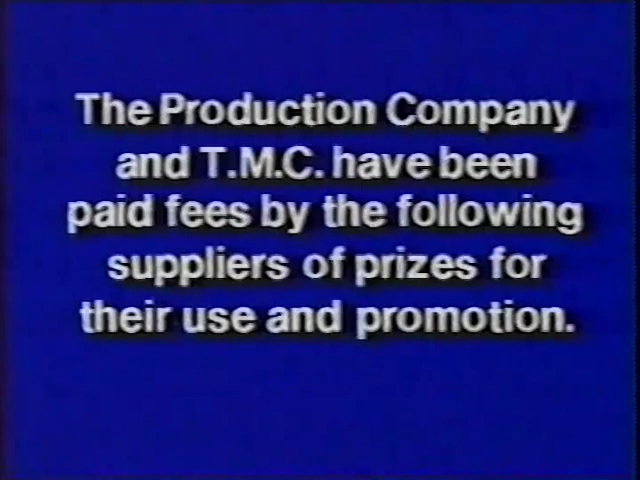 The Production Company
and T.M.C. have been
paid fees by the following
suppliers of prizes for
their use and promotion.